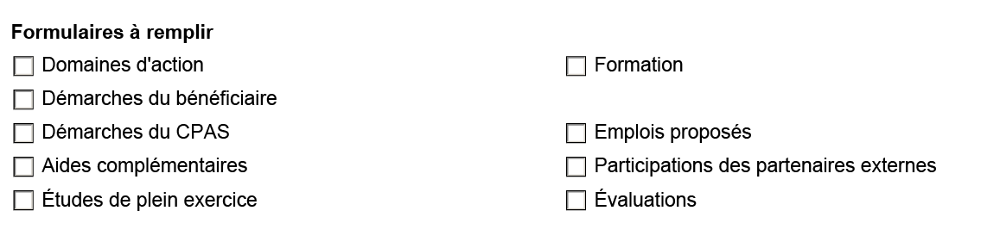 Formulaires à remplir
Domaines d'action
Formation
Démarches du bénéficiaire
Démarches du CPAS
Emplois proposés
Aides complémentaires
Participations des partenaires externes
Études de plein exercice
Évaluations